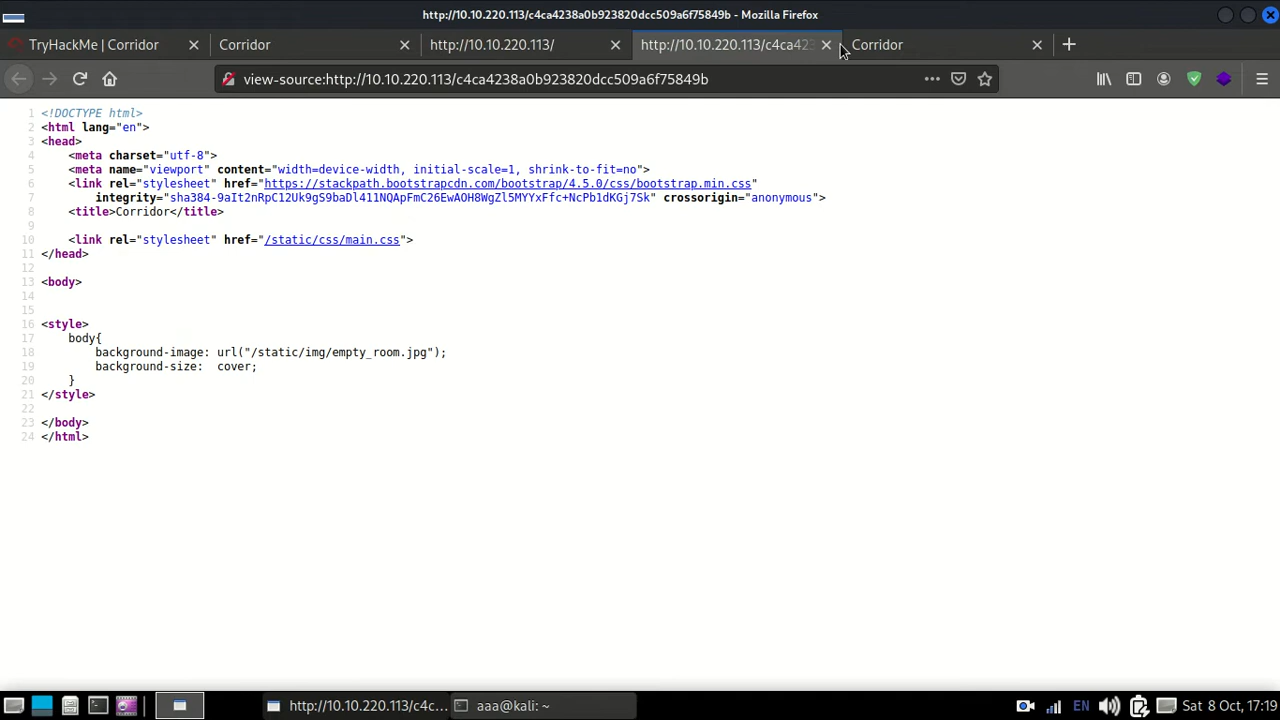 http://10.10.220.113/c4ca4238a0b923820dcc509a6f75849b - Mozilla Firefox
TryHackMe | Corridor
Corridor
http://10.10.220.113/
http://10.10.220.113/c4ca423
Corridor
view-source:http://10.10.220.113/c4ca4238a0b923820dcc509a6f75849b
1 <!DOCTYPE html>
2 <html lang="en">
3 <head>
4 <meta charset="utf-8">
5 <meta name="viewport" content="width=device-width, initial-scale=1, shrink-to-fit=no">
6 <link rel="stylesheet" href="https://stackpath.bootstrapcdn.com/bootstrap/4.5.0/css/bootstrap.min.css"
7 integrity="sha384-9aIt2nRpC12Uk9gS9baDl411NQApFmC26EwAOH8WgZl5MYYxFfc+NcPb1dKGj7Sk" crossorigin="anonymous">
8 <title>Corridor</title>
9
10 <link rel="stylesheet" href="/static/css/main.css">
11 </head>
12
13 <body>
14
15
16 <style>
17 body{
18 background-image: url("/static/img/empty_room.jpg");
19 background-size: cover;
20 }
21 </style>
22
23 </body>
24 </html>
http://10.10.220.113/c4c...
aaa@kali: ~
EN
Sat 8 Oct, 17:19